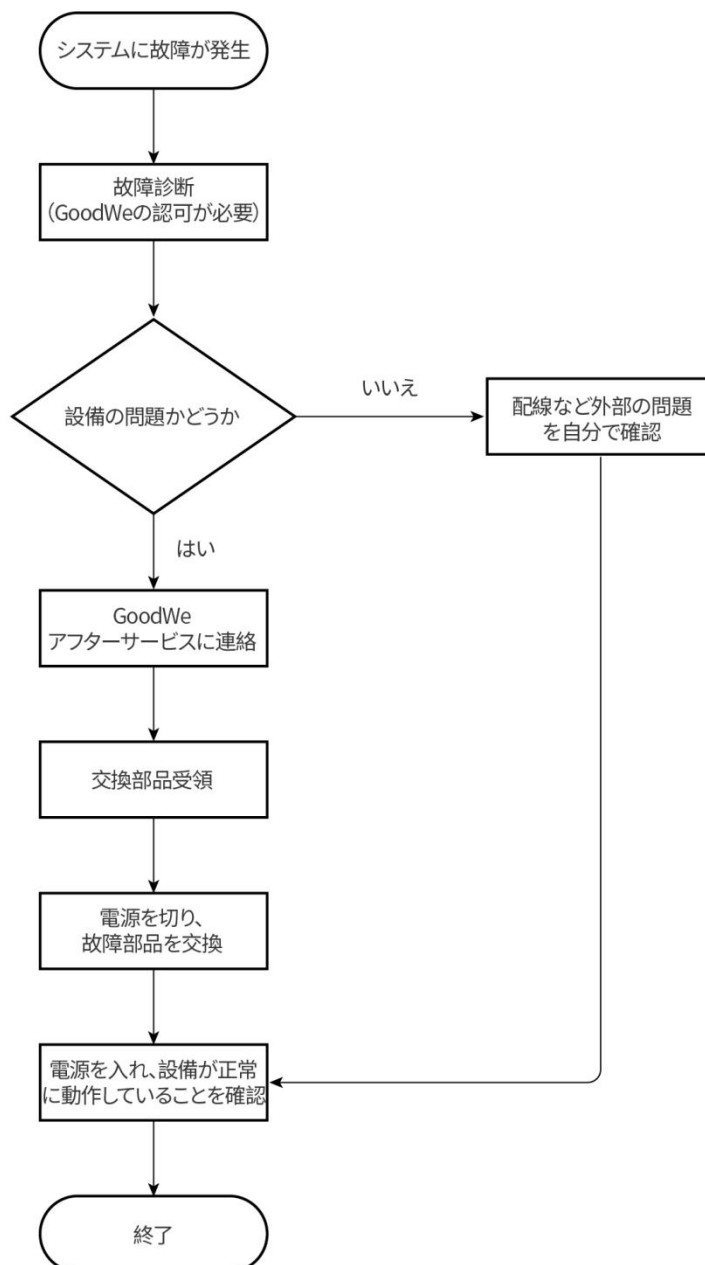 システムに故障が発生
故障診断
（GoodWeの認可が必要）
設備の問題かどうか
いいえ
配線など外部の問題
を自分で確認
はい
GoodWe
アフターサービスに連絡
交換部品受領
電源を切り、
故障部品を交換
電源を入れ、設備が正常
に動作していることを確認
終了